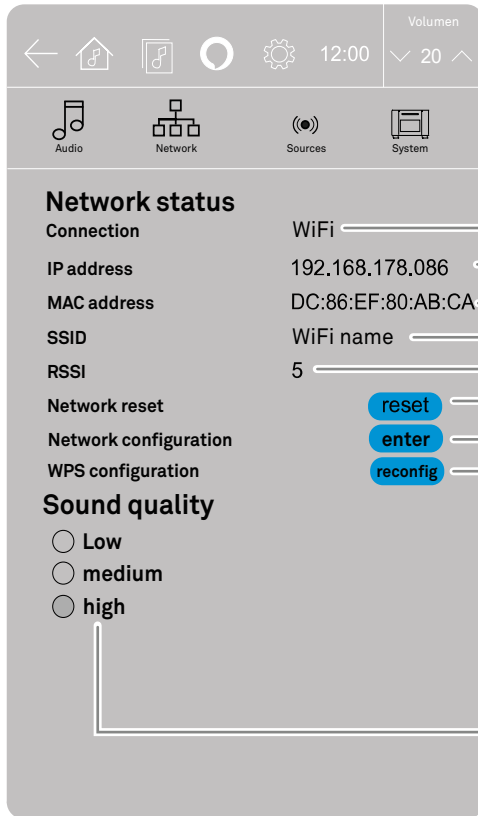 Volumen
12:00 20
Audio Network Sources System
Network status
Connection WiFi
IP address 192.168.178.086
MAC address DC:86:EF:80:AB:CA
SSID WiFi name
RSSI 5
Network reset reset
Network configuration enter
WPS configuration reconfig
Sound quality
Low
medium
high